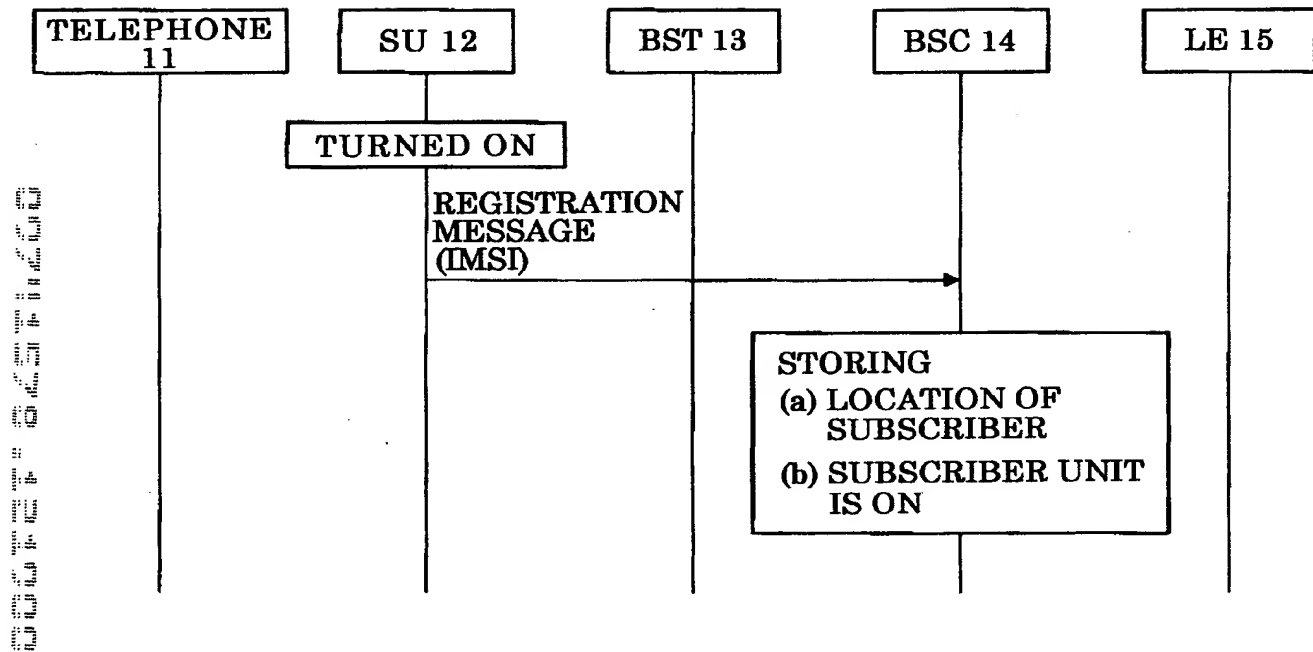 TELEPHONE
11
SU 12
BST 13
BSC 14
LE 15
TURNED ON
REGISTRATION
MESSAGE
(IMSI)
STORING
(a) LOCATION OF
SUBSCRIBER
(b) SUBSCRIBER UNIT
IS ON